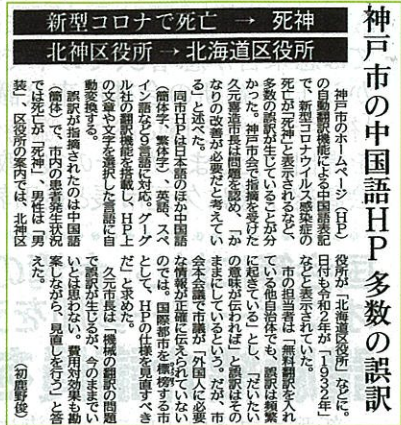 神戸市の中国語HP 多数の誤訳
新型コロナで死亡 → 死神
北神区役所→北海道区役所
神戸市のホームページ（HP）
の自動翻訳機能による中国語表記
で、新型コロナウイルス感染症の
死亡が「死神」と表示されるなど、
多数の誤訳が生じていることが分
かった。神戸市会で指摘を受けた
久元喜造市長は問題を認め、「か
なりの改善が必要だと考えてい
る」と述べた。
同市HPは日本語のほか中国語
（簡体字、繁体字）、英語、スペ
イン語など9言語に対応。グーグ
ル社の翻訳機能を搭載し、HP上
の文章や文字を選択した言語に自
動変換する。
誤訳が指摘されたのは中国語
（簡体）で、市内の患者発生状況
では死亡が「死神」、男性は「男
装」、区役所の案内では、北神区
役所が「北海道区役所」などに。
日付も令和2年が「1932年」
などと表示されていた。
市の担当者は「無料翻訳を入れ
ている他自治体でも、誤訳は頻繁
に起きている」とし、「だいたい
の意味が伝われば」と誤訳はその
ままにしているという。だが、市
会本会議で市議が「外国人に必要
な情報が正確に伝えられていない
のでは。国際都市を標榜する市
として、HPの仕様を見直すべき
だ」と求めた。
久元市長は「機械の翻訳の問題
で誤訳が生じるが、今のままでい
いとは思わない。費用対効果も勘
案しながら、見直しを行う」と答
えた。 （初鹿野俊）